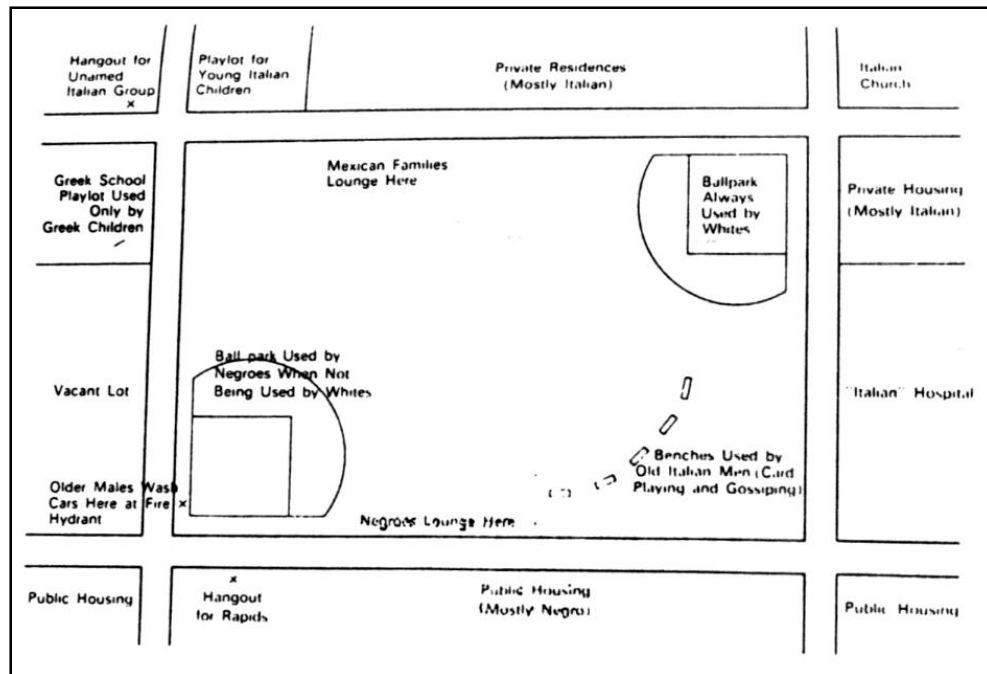 Hangout for
Unamed
Italian Group
x
Playlot for
Young Italian
Children
Private Residences
(Mostly Italian)
Italian
Church
Greek School
Playlot Used
Only by
Greek Children
Mexican Families
Lounge Here
Ballpark
Always
Used by
Whites
Private Housing
(Mostly Italian)
Vacant Lot
Ball park Used by
Negroes When Not
Being Used by Whites
"Italian" Hospital
Older Males Wash
Cars Here at Fire x
Hydrant
Benches Used by
Old Italian Men (Card
Playing and Gossiping)
Negroes Lounge Here
Public Housing
x
Hangout
for Rapids
Public Housing
(Mostly Negro)
Public Housing